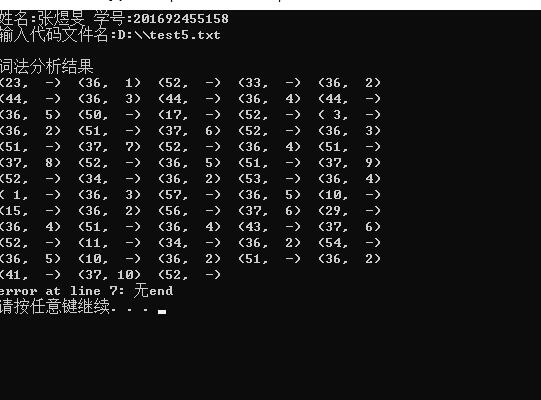 姓名:张煜旻 学号:201692455158
输入代码文件名:D:\\test5.txt
词法分析结果
(23, -) (36, 1) (52, -) (33, -) (36, 2)
(44, -) (36, 3) (44, -) (36, 4) (44, -)
(36, 5) (50, -) (17, -) (52, -) ( 3, -)
(36, 2) (51, -) (37, 6) (52, -) (36, 3)
(51, -) (37, 7) (52, -) (36, 4) (51, -)
(37, 8) (52, -) (36, 5) (51, -) (37, 9)
(52, -) (34, -) (36, 2) (53, -) (36, 4)
( 1, -) (36, 3) (57, -) (36, 5) (10, -)
(15, -) (36, 2) (56, -) (37, 6) (29, -)
(36, 4) (51, -) (36, 4) (43, -) (37, 6)
(52, -) (11, -) (34, -) (36, 2) (54, -)
(36, 5) (10, -) (36, 2) (51, -) (36, 2)
(41, -) (37, 10) (52, -)
error at line 7: 无end
请按任意键继续. . .